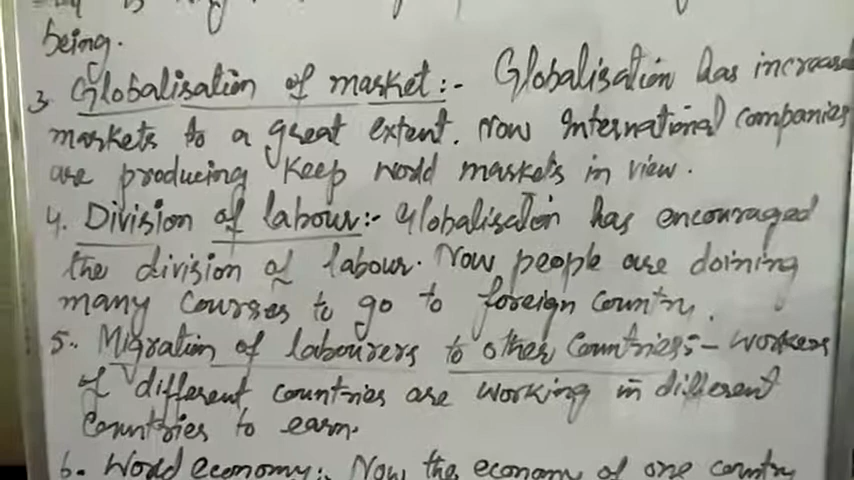 being.
3. Globalisation of market:- Globalisation has increased
markets to a great extent. Now International companies
are producing keep world markets in view.
4. Division of labour:- Globalisation has encouraged
the division of labour. Now people are doining
many courses to go to foreign country.
5. Migration of labourers to other countries:- workers
of different countries are working in different
countries to earn.
6. World economy:. Now the economy of one country